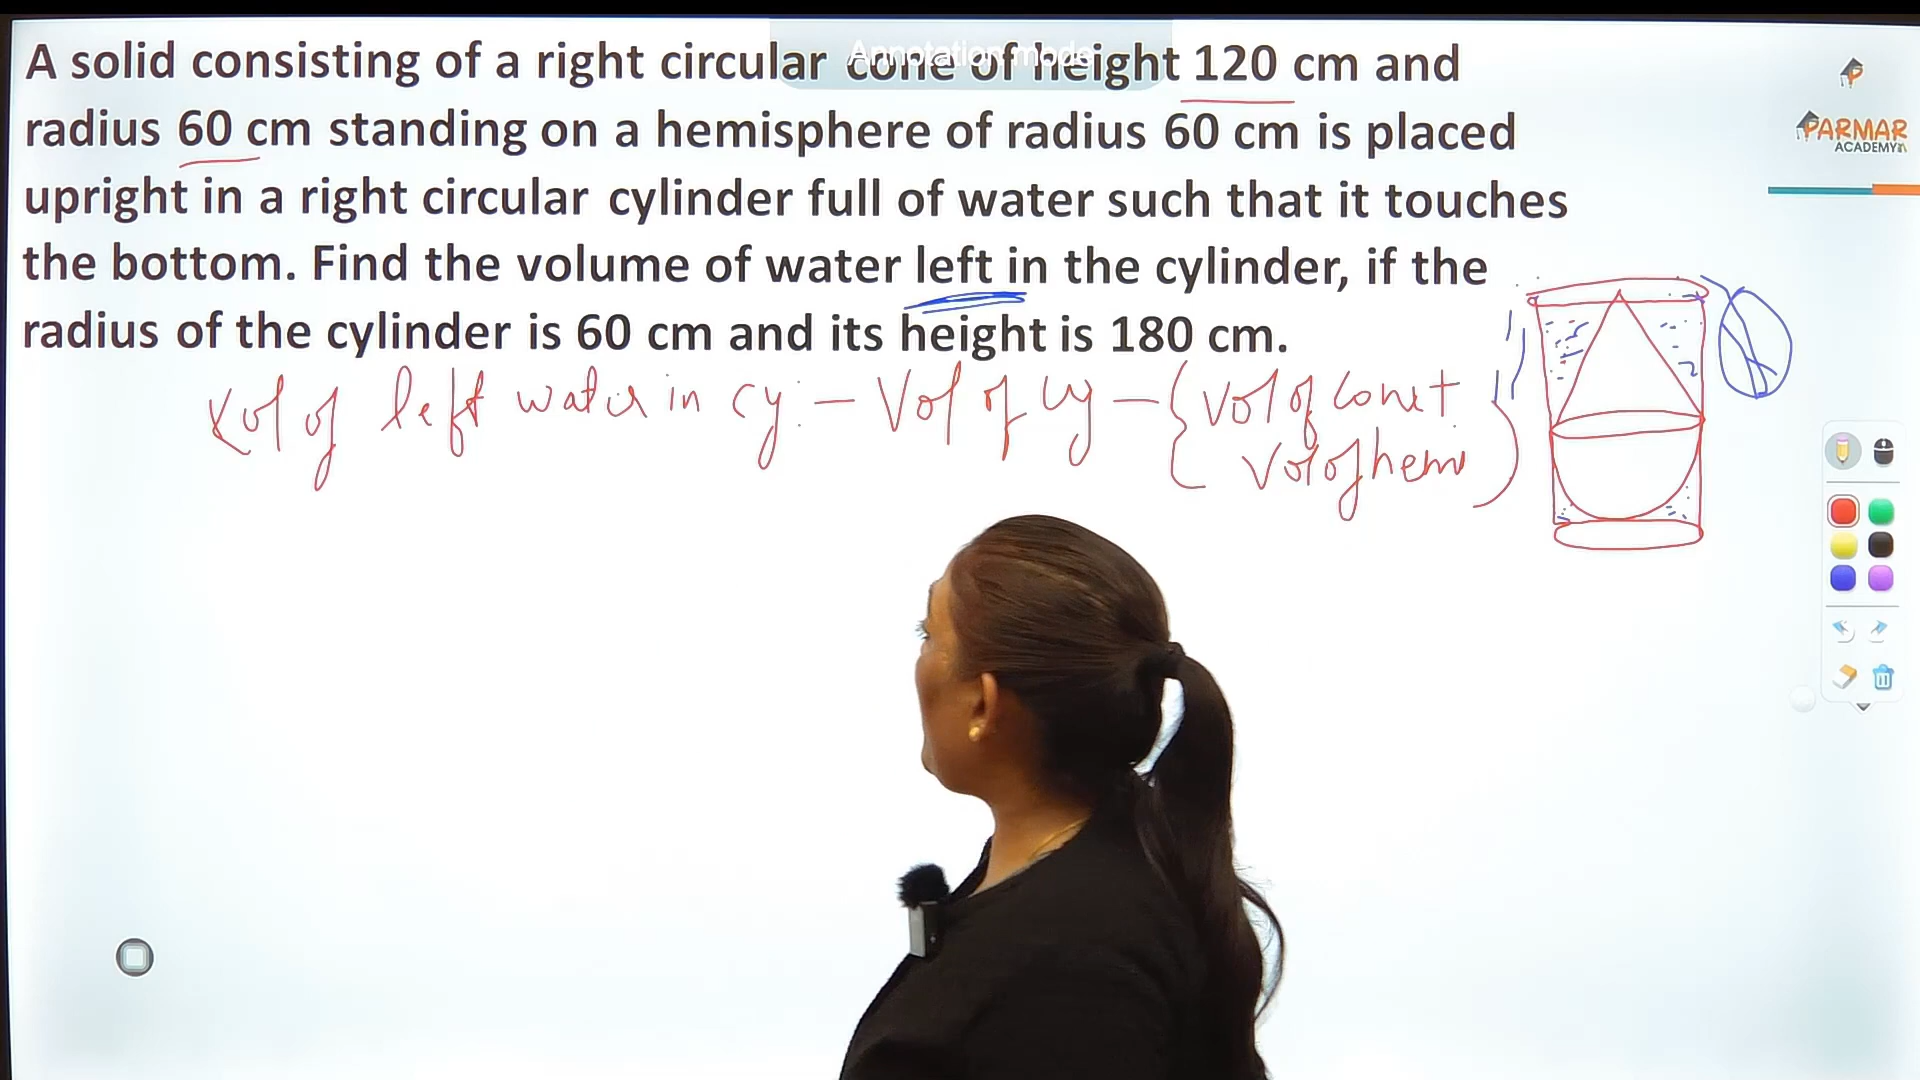 Annotation mode
A solid consisting of a right circular cone of height 120 cm and
radius 60 cm standing on a hemisphere of radius 60 cm is placed
upright in a right circular cylinder full of water such that it touches
the bottom. Find the volume of water left in the cylinder, if the
radius of the cylinder is 60 cm and its height is 180 cm.
PARMAR
ACADEMY
Vol of left water in cy: - Vol of cy - { Vol of cone +
Vol of hemi )